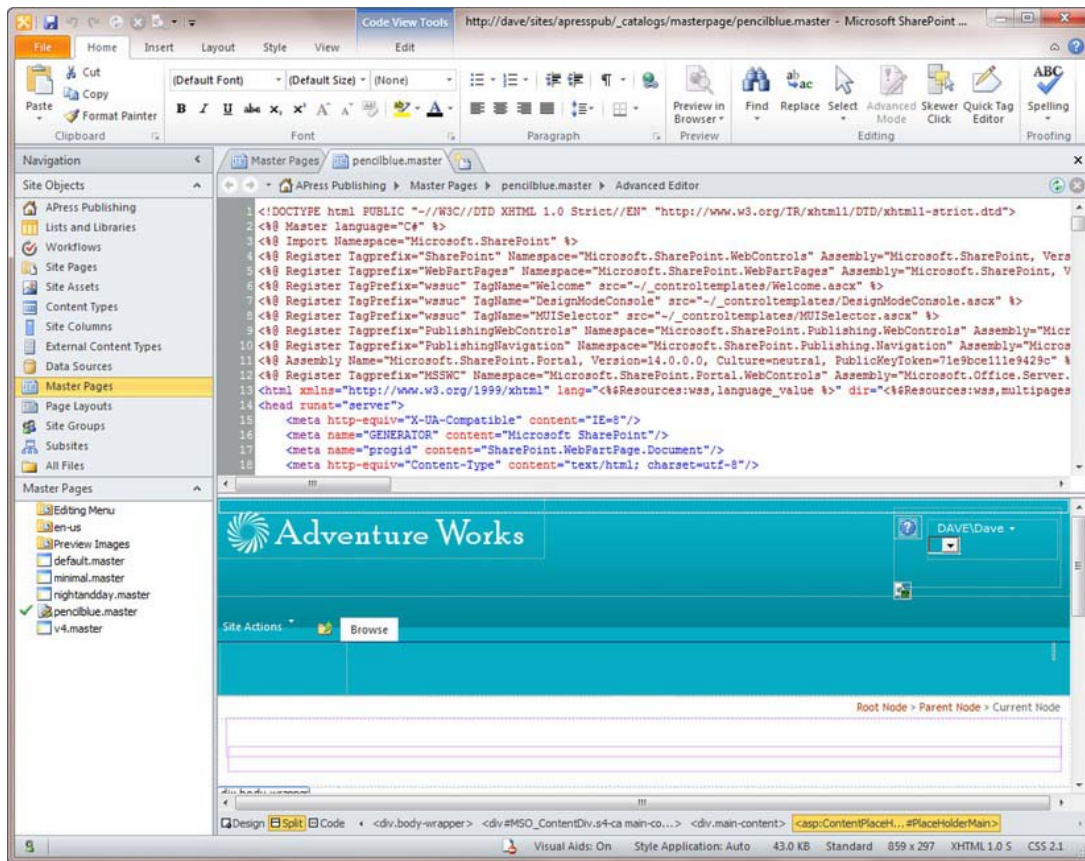 Code View Tools
http://dave/sites/apresspub/_catalogs/masterpage/pencilblue.master - Microsoft SharePoint ...
File Home Insert Layout Style View Edit
Paste
Cut
Copy
Format Painter
Clipboard
(Default Font) (Default Size) (None)
B I U abc x, x² A A A
Font
Paragraph
Preview in Browser
Preview
Find
ab ac Replace
Select
Advanced Mode
Skewer Click
Quick Tag Editor
Editing
ABC
Spelling
Proofing
Navigation
Site Objects
APress Publishing
Lists and Libraries
Workflows
Site Pages
Site Assets
Content Types
Site Columns
External Content Types
Data Sources
Master Pages
Page Layouts
Site Groups
Subsites
All Files
Master Pages
Editing Menu
en-us
Preview Images
default.master
minimal.master
nightandday.master
pencilblue.master
v4.master
Master Pages pencilblue.master
APress Publishing Master Pages pencilblue.master Advanced Editor
1 <!DOCTYPE html PUBLIC "-//W3C//DTD XHTML 1.0 Strict//EN" "http://www.w3.org/TR/xhtml1/DTD/xhtml1-strict.dtd">
2 <%@ Master language="C#" %>
3 <%@ Import Namespace="Microsoft.SharePoint" %>
4 <%@ Register Tagprefix="SharePoint" Namespace="Microsoft.SharePoint.WebControls" Assembly="Microsoft.SharePoint, Vers
5 <%@ Register Tagprefix="WebPartPages" Namespace="Microsoft.SharePoint.WebPartPages" Assembly="Microsoft.SharePoint, V
6 <%@ Register Tagprefix="wssuc" TagName="Welcome" src="~/_controltemplates/Welcome.ascx" %>
7 <%@ Register Tagprefix="wssuc" TagName="DesignModeConsole" src="~/_controltemplates/DesignModeConsole.ascx" %>
8 <%@ Register Tagprefix="wssuc" TagName="MUISelector" src="~/_controltemplates/MUISelector.ascx" %>
9 <%@ Register Tagprefix="PublishingWebControls" Namespace="Microsoft.SharePoint.Publishing.WebControls" Assembly="Micr
10 <%@ Register Tagprefix="PublishingNavigation" Namespace="Microsoft.SharePoint.Publishing.Navigation" Assembly="Micros
11 <%@ Assembly Name="Microsoft.SharePoint.Portal, Version=14.0.0.0, Culture=neutral, PublicKeyToken=71e9bce111e9429c" %
12 <%@ Register Tagprefix="MSSWC" Namespace="Microsoft.SharePoint.Portal.WebControls" Assembly="Microsoft.Office.Server.
13 <html xmlns="http://www.w3.org/1999/xhtml" lang="<%$Resources:wss,language_value %>" dir="<%$Resources:wss,multipages
14 <head runat="server">
15 <meta http-equiv="X-UA-Compatible" content="IE=8"/>
16 <meta name="GENERATOR" content="Microsoft SharePoint"/>
17 <meta name="progid" content="SharePoint.WebPartPage.Document"/>
18 <meta http-equiv="Content-Type" content="text/html; charset=utf-8"/>
Adventure Works
DAVE\Dave
Site Actions Browse
Root Node > Parent Node > Current Node
div.body-wrapper
Design Split Code <div.body-wrapper> <div#MSO_ContentDiv.s4-ca main-co...> <div.main-content> <asp:ContentPlaceH...#PlaceHolderMain>
Visual Aids: On Style Application: Auto 43.0 KB Standard 859 x 297 XHTML 1.0 S CSS 2.1